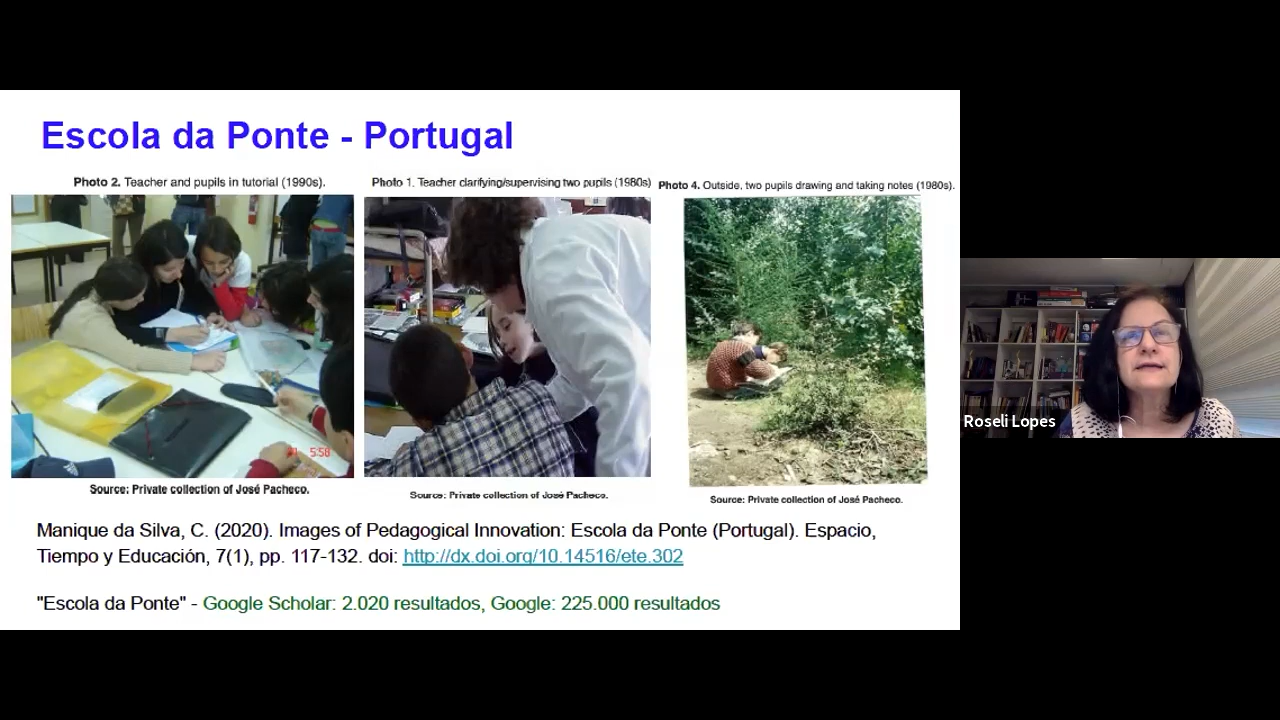 Escola da Ponte - Portugal
Photo 2. Teacher and pupils in tutorial (1990s).
Photo 1. Teacher clarifying/supervising two pupils (1980s)
Photo 4. Outside, two pupils drawing and taking notes (1980s).
5:58
Source: Private collection of José Pacheco.
Source: Private collection of José Pacheco.
Source: Private collection of José Pacheco.
Manique da Silva, C. (2020). Images of Pedagogical Innovation: Escola da Ponte (Portugal). Espacio,
Tiempo y Educación, 7(1), pp. 117-132. doi: http://dx.doi.org/10.14516/ete.302
"Escola da Ponte" - Google Scholar: 2.020 resultados, Google: 225.000 resultados
Roseli Lopes